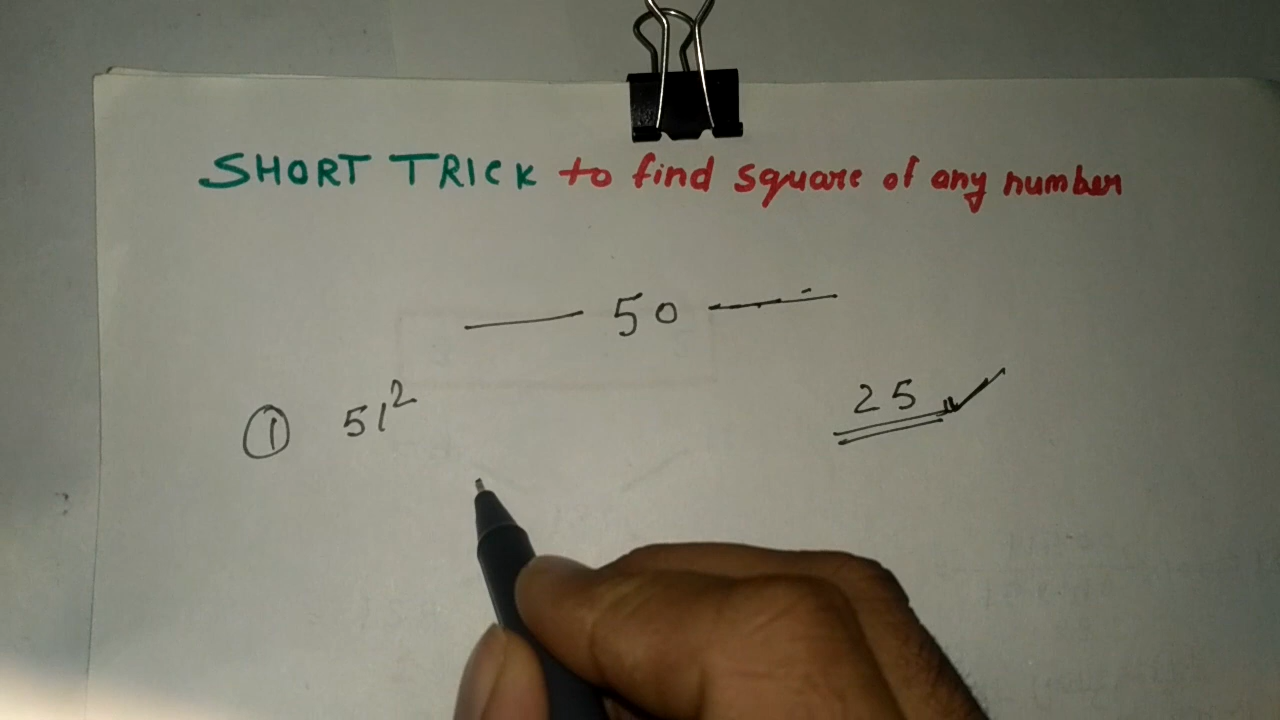 SHORT TRICK to find square of any number
— 50 —
① 51² 25 ✓